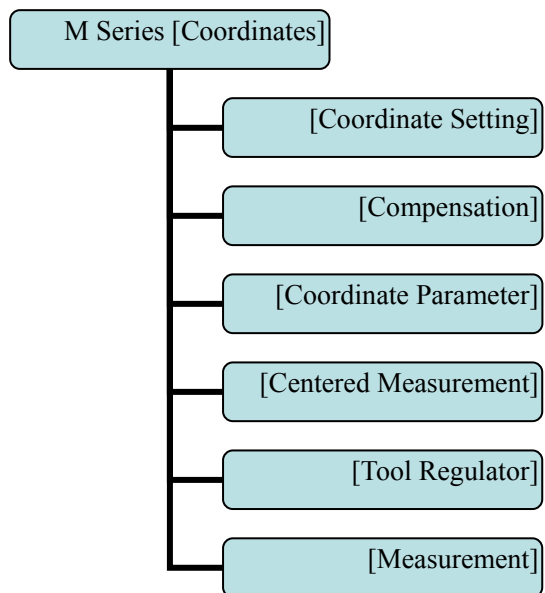 M Series [Coordinates]
[Coordinate Setting]
[Compensation]
[Coordinate Parameter]
[Centered Measurement]
[Tool Regulator]
[Measurement]